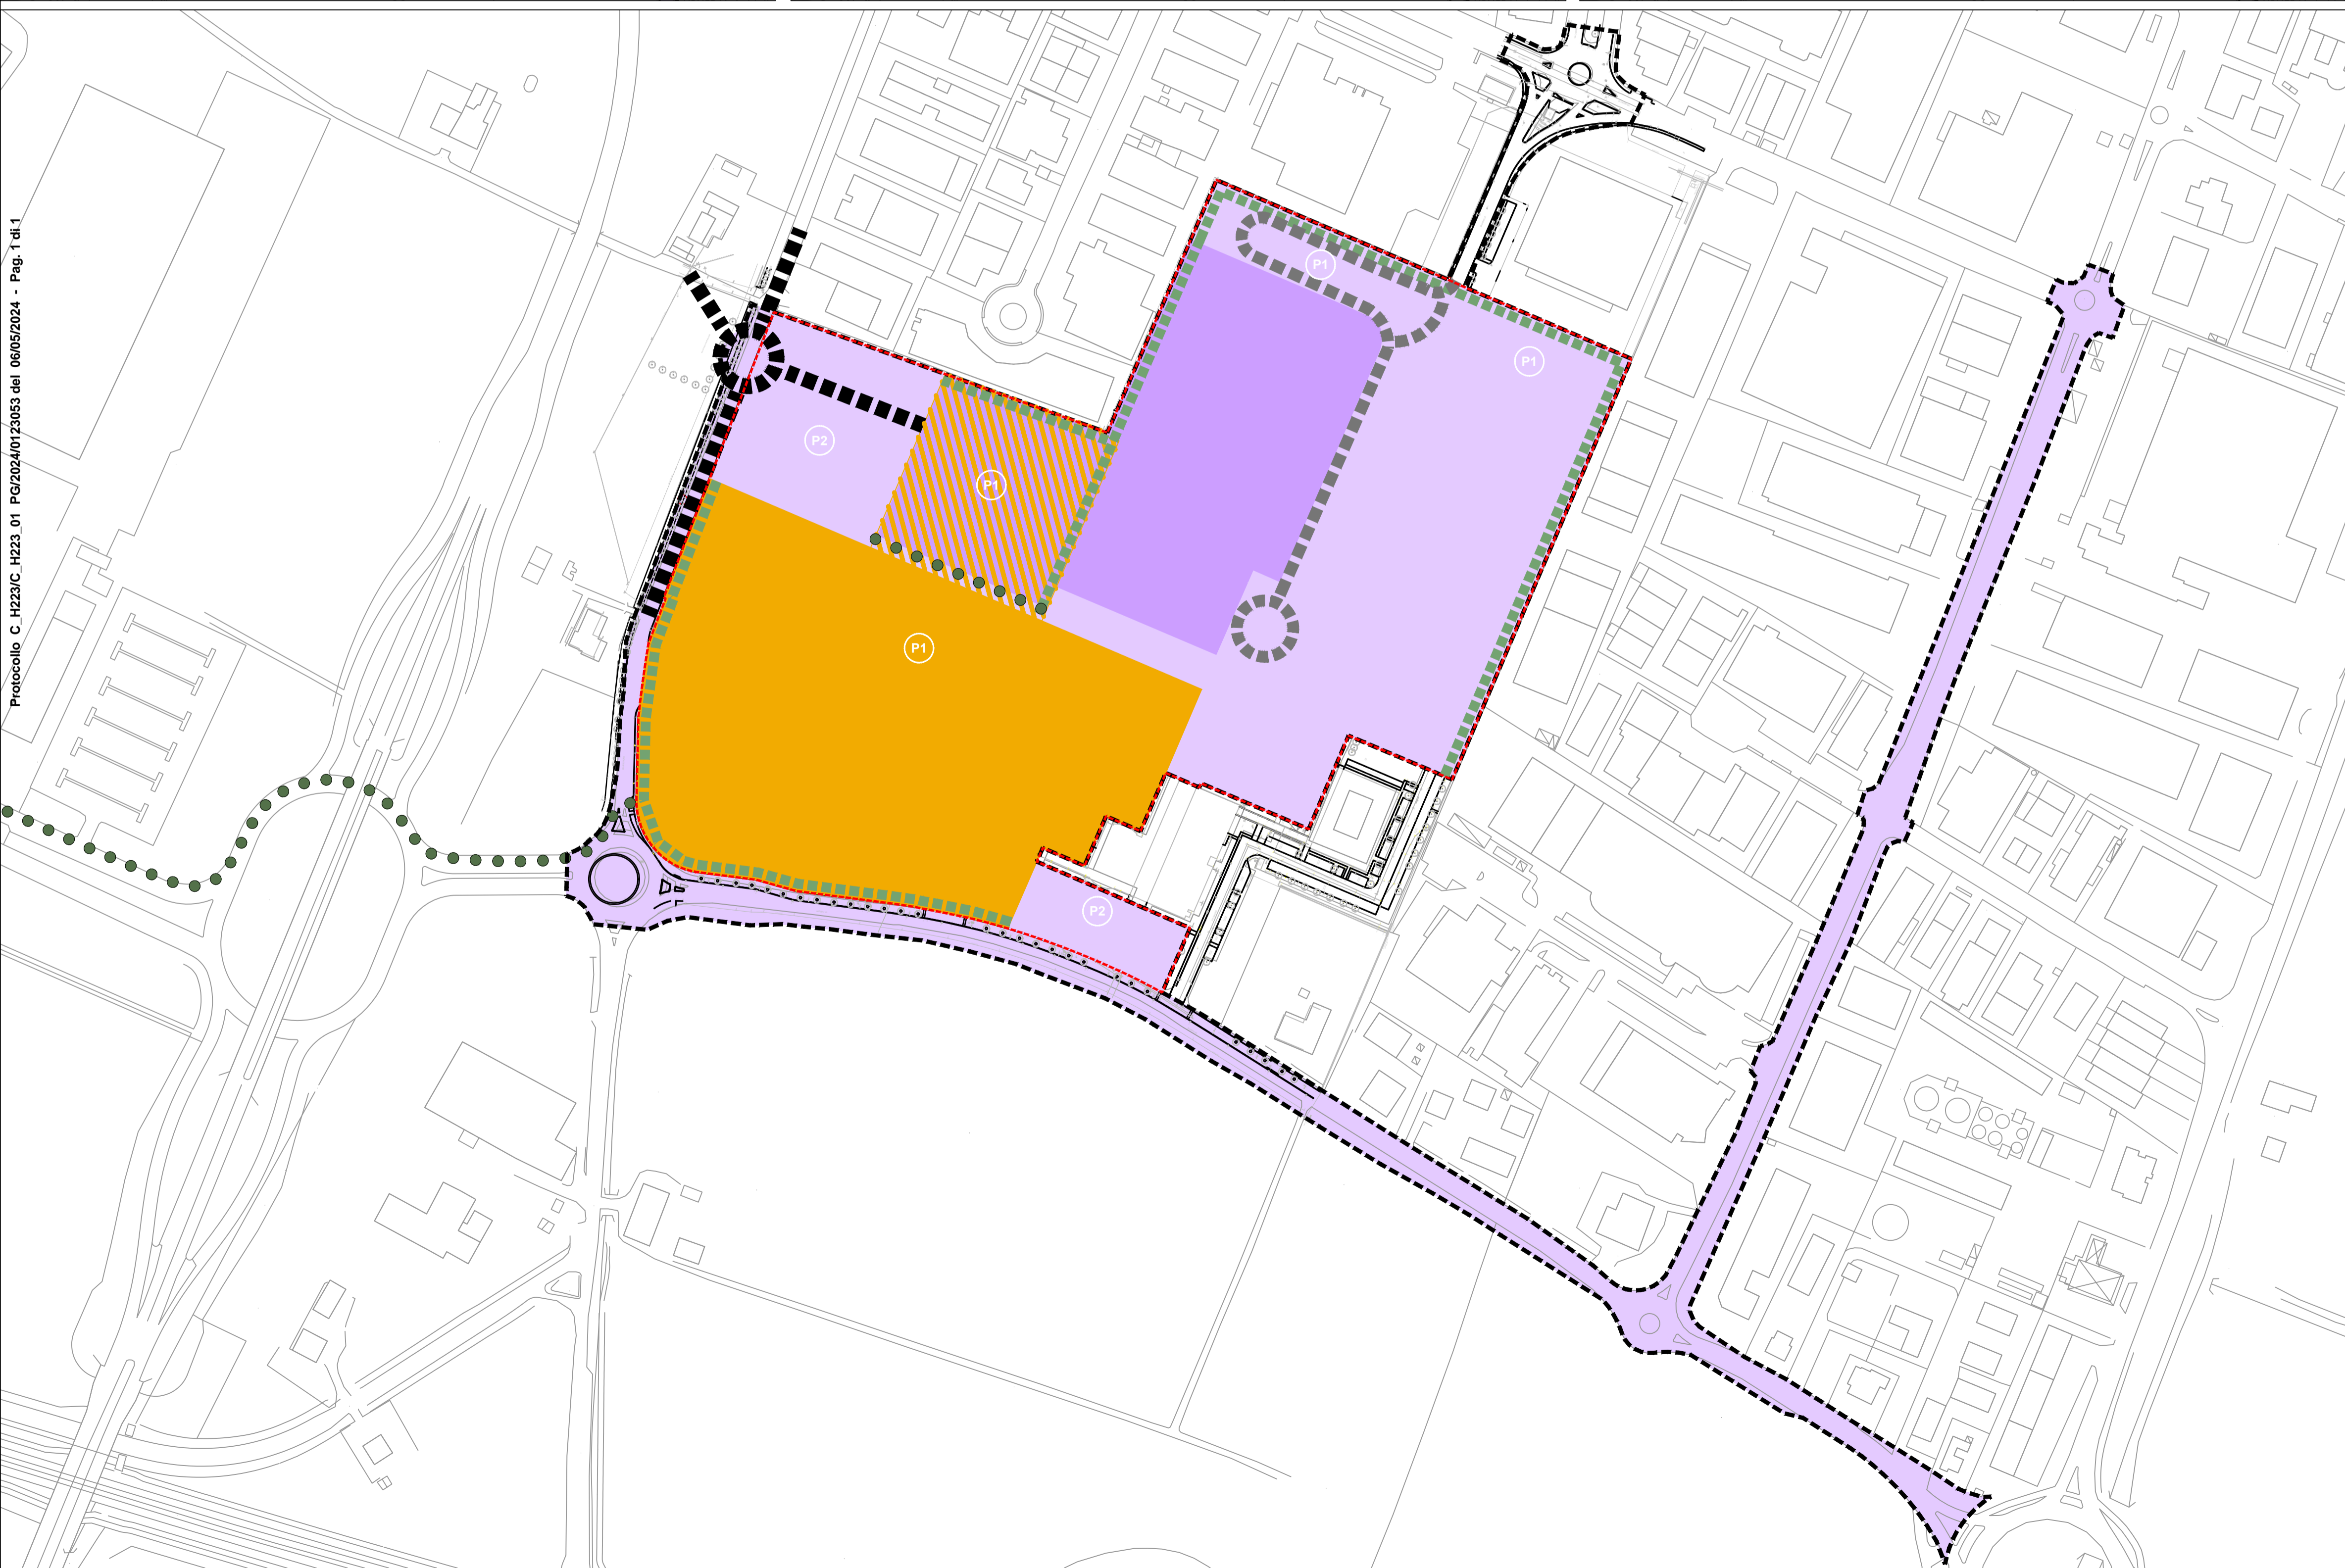 Protocollo C_H223/C_H223_01 PG/2024/0123053 del 06/05/2024 - Pag. 1 di 1
P1
P1
P2
P1
P1
P2